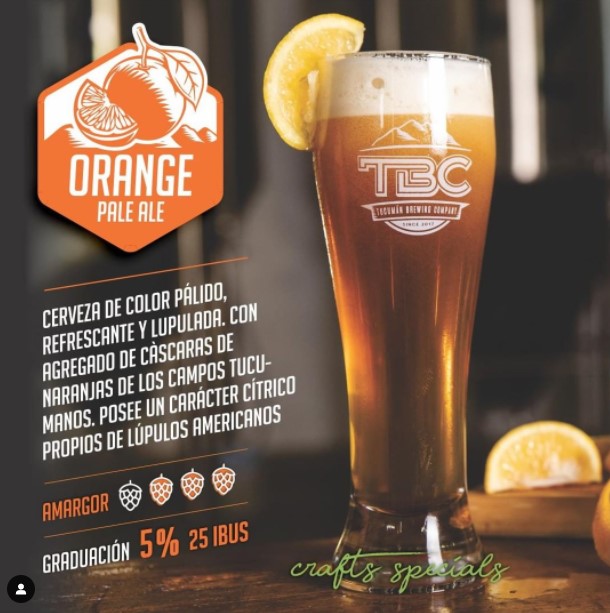 ORANGE
PALE ALE
TBC
TUCUMÁN BREWING COMPANY
SINCE 2017
CERVEZA DE COLOR PÁLIDO,
REFRESCANTE Y LUPULADA. CON
AGREGADO DE CÀSCARAS DE
NARANJAS DE LOS CAMPOS TUCU-
MANOS. POSEE UN CARÁCTER CÍTRICO
PROPIOS DE LÚPULOS AMERICANOS
AMARGOR
GRADUACIÓN 5% 25 IBUS
crafts specials